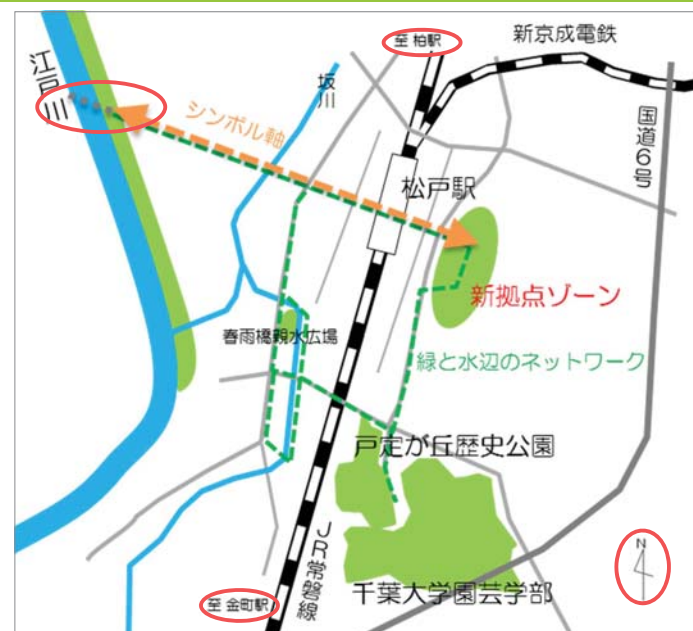 至 柏駅
新京成電鉄
江戸川
坂川
シンボル軸
国道6号
松戸駅
新拠点ゾーン
春雨橋親水広場
緑と水辺のネットワーク
戸定が丘歴史公園
JR常磐線
N
千葉大学園芸学部
至 金町駅